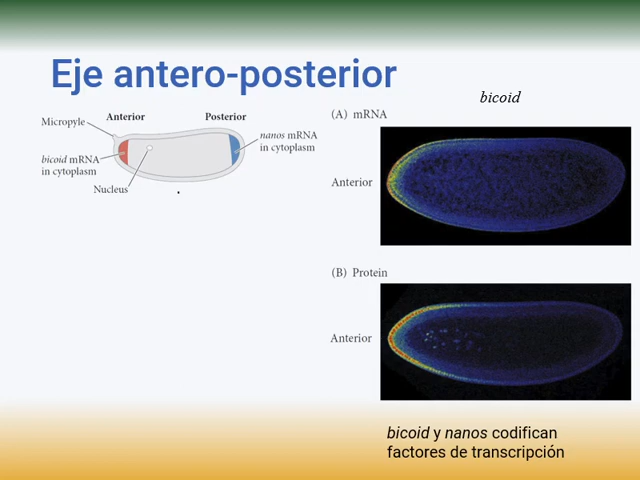 Eje antero-posterior
bicoid
Micropyle
Anterior
Posterior
nanos mRNA
in cytoplasm
bicoid mRNA
in cytoplasm
Nucleus
(A) mRNA
Anterior
(B) Protein
Anterior
bicoid y nanos codifican
factores de transcripción